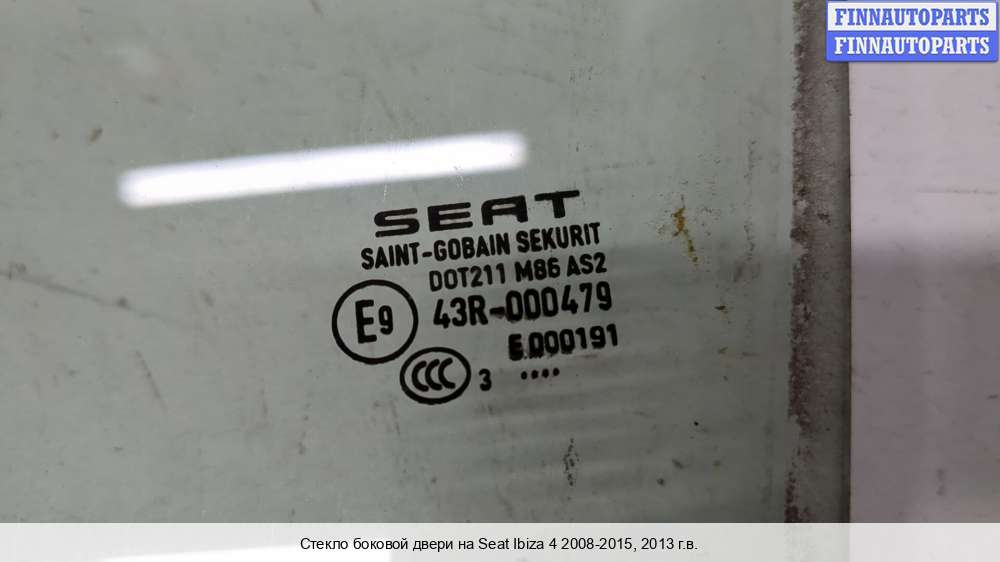 FINNAUTOPARTS
FINNAUTOPARTS
SEAT
SAINT-GOBAIN SEKURIT
DOT211 M86 AS2
E9 43R-000479
E000191
CCC 3 ....
Стекло боковой двери на Seat Ibiza 4 2008-2015, 2013 г.в.